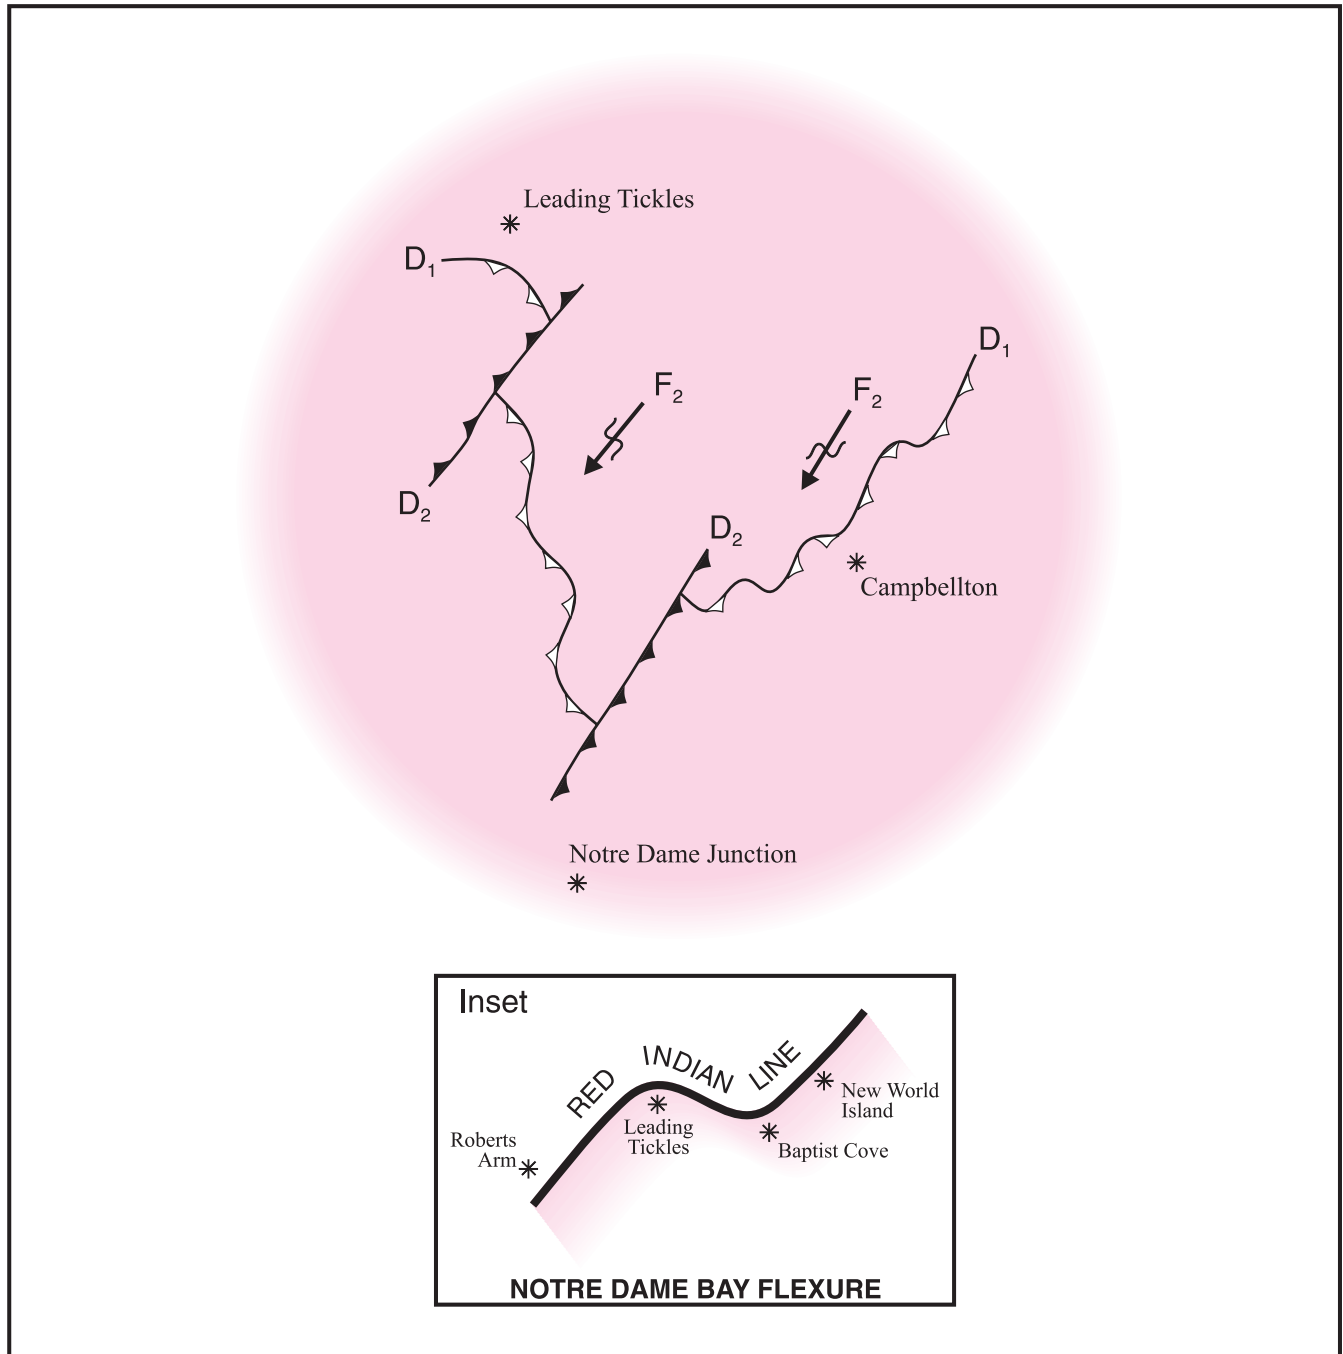 Leading Tickles
D1
D1
F2
F2
D2
D2
Campbellton
Notre Dame Junction
Inset
RED INDIAN LINE
New World
Island
Leading
Tickles
Roberts
Arm
Baptist Cove
NOTRE DAME BAY FLEXURE